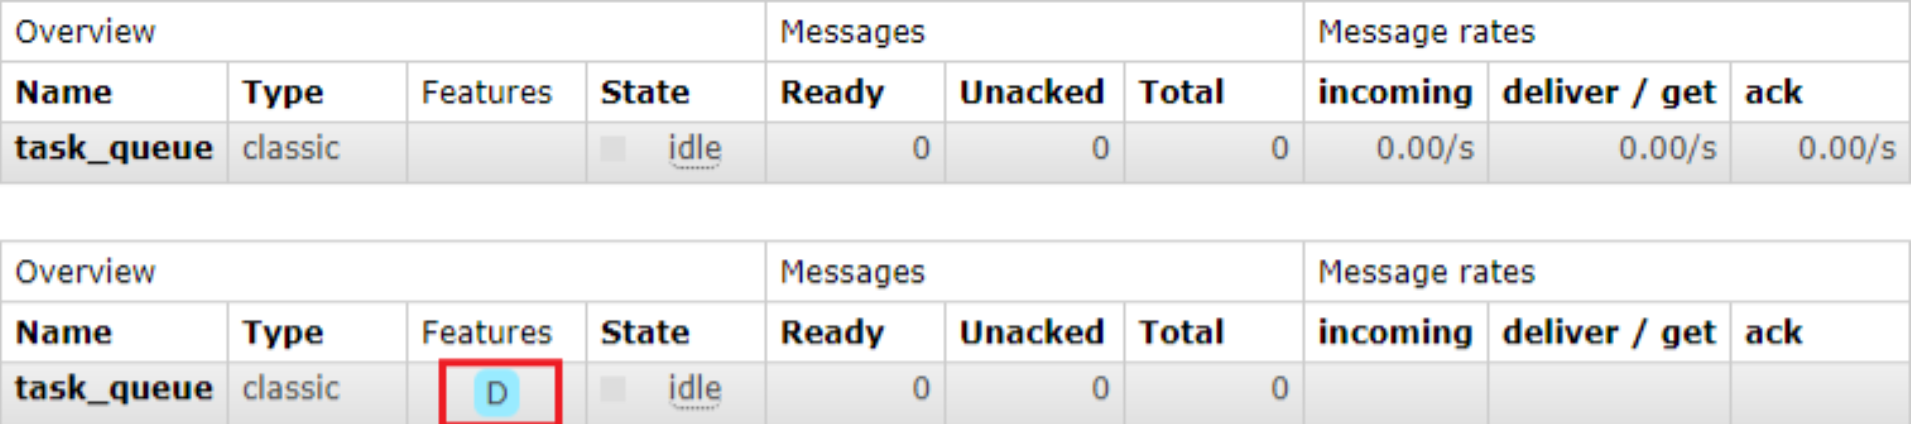 Overview Messages Message rates
Name Type Features State Ready Unacked Total incoming deliver / get ack
task_queue classic idle 0 0 0 0.00/s 0.00/s 0.00/s
Overview Messages Message rates
Name Type Features State Ready Unacked Total incoming deliver / get ack
task_queue classic D idle 0 0 0